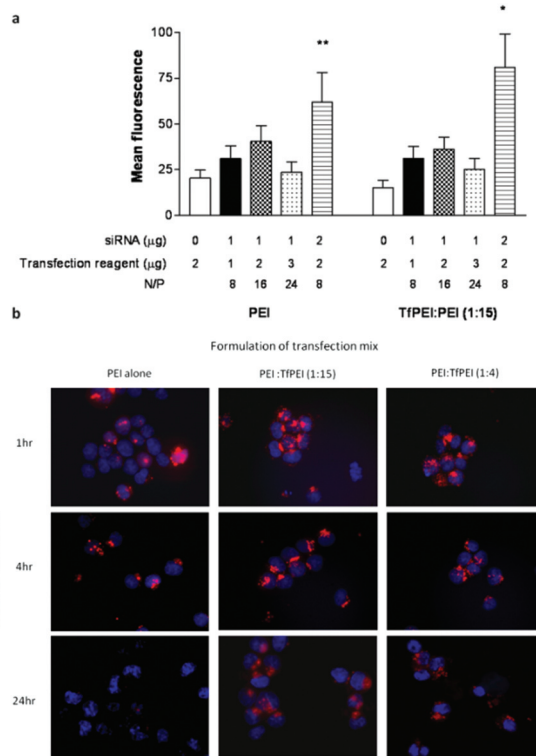 a
** *
100
75
50
25
0
Mean fluorescence
siRNA (μg) 0 1 1 1 2 0 1 1 1 2
Transfection reagent (μg) 2 1 2 3 2 2 1 2 3 2
N/P 8 16 24 8 8 16 24 8
PEI TfPEI:PEI (1:15)
b
Formulation of transfection mix
PEI alone PEI :TfPEI (1:15) PEI:TfPEI (1:4)
1hr
4hr
24hr